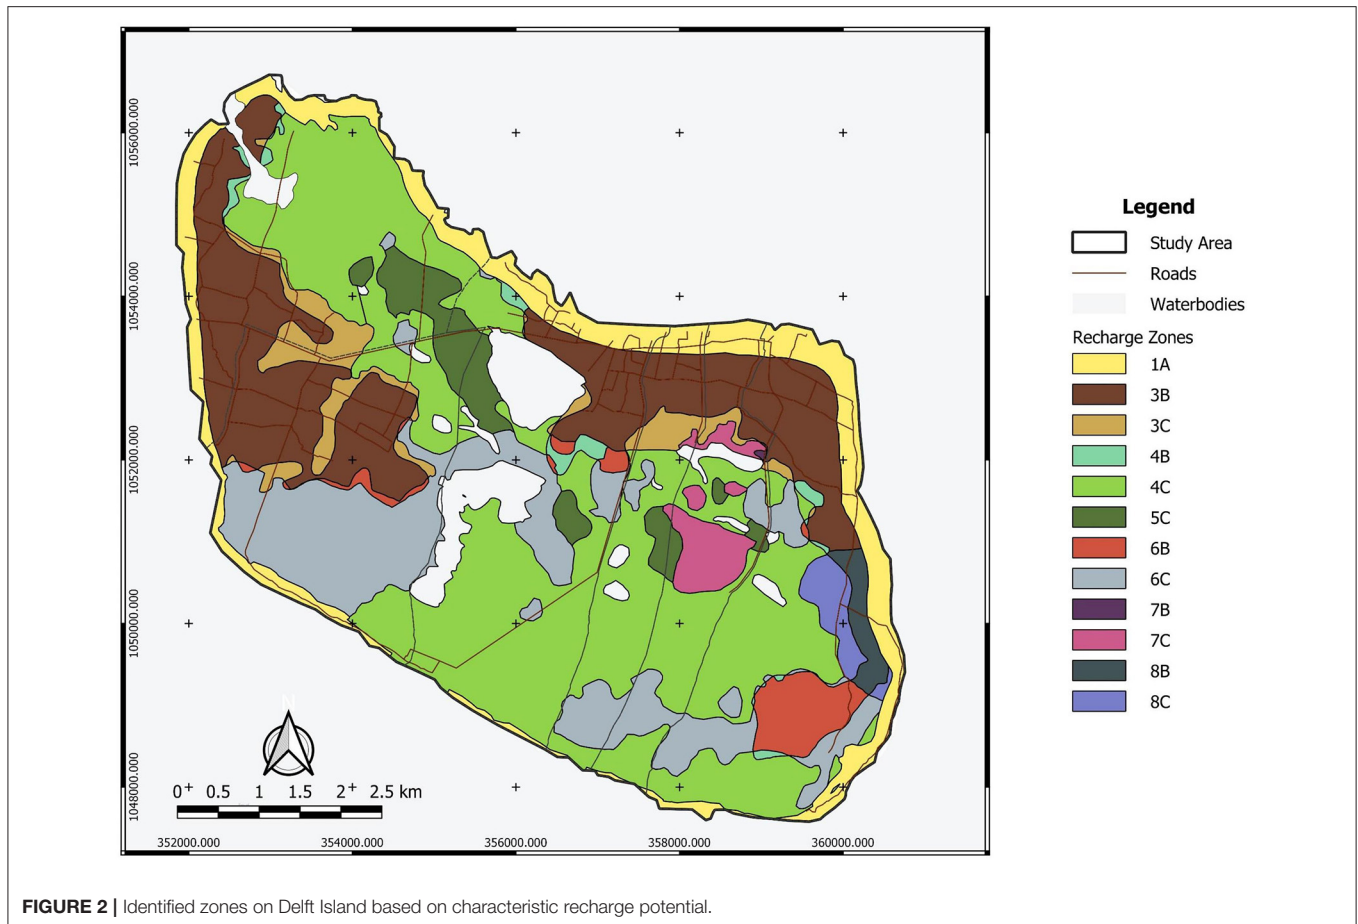 1056000.000
1054000.000
1052000.000
1050000.000
1048000.000
N
0 0.5 1 1.5 2 2.5 km
352000.000 354000.000 356000.000 358000.000 360000.000
Legend
Study Area
Roads
Waterbodies
Recharge Zones
1A
3B
3C
4B
4C
5C
6B
6C
7B
7C
8B
8C
FIGURE 2 | Identified zones on Delft Island based on characteristic recharge potential.